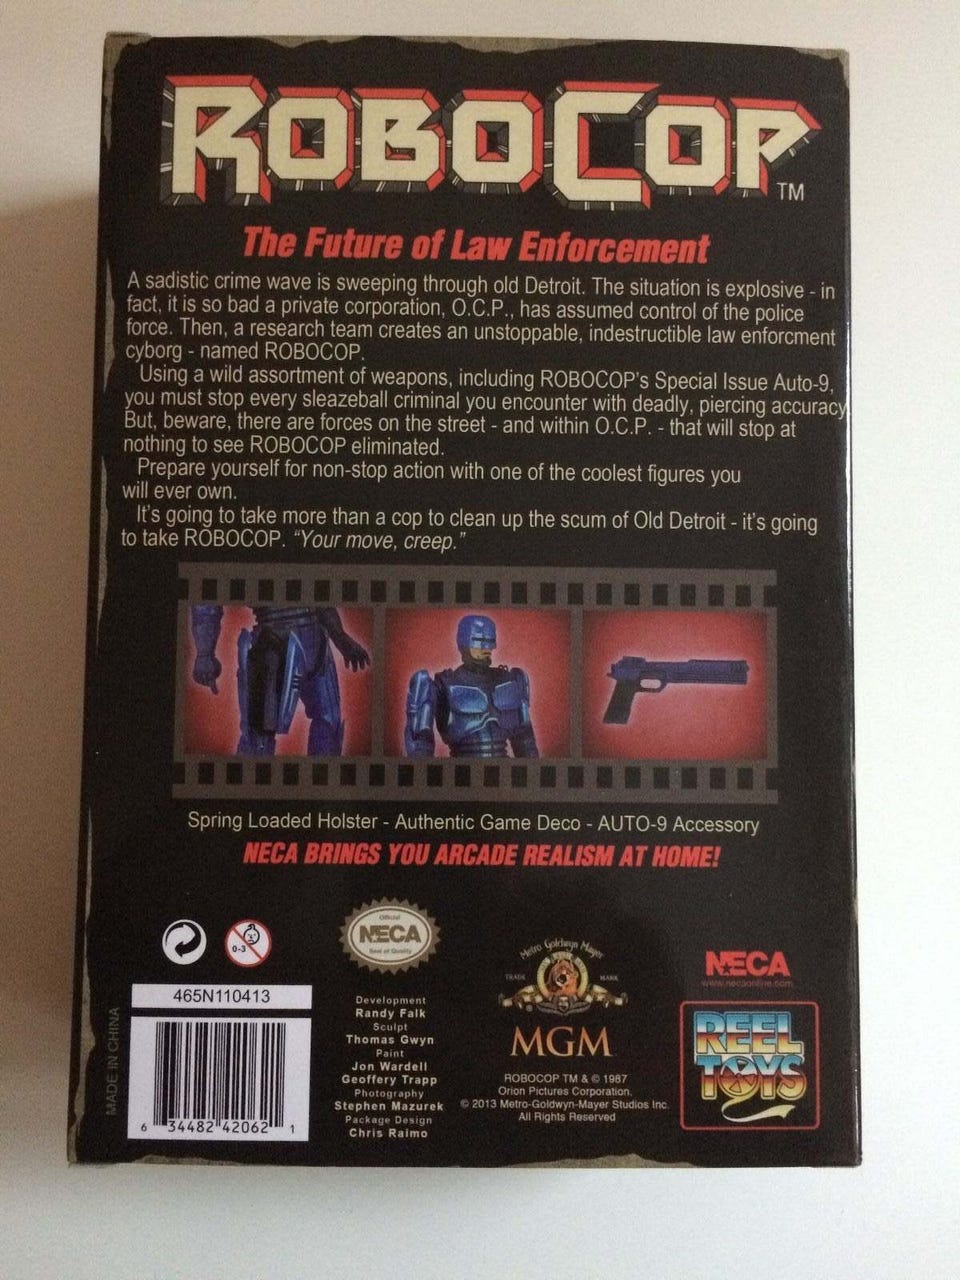 ROBOCOP
TM
The Future of Law Enforcement
A sadistic crime wave is sweeping through old Detroit. The situation is explosive - in
fact, it is so bad a private corporation, O.C.P., has assumed control of the police
force. Then, a research team creates an unstoppable, indestructible law enforcment
cyborg - named ROBOCOP.
Using a wild assortment of weapons, including ROBOCOP's Special Issue Auto-9,
you must stop every sleazeball criminal you encounter with deadly, piercing accuracy
But, beware, there are forces on the street - and within O.C.P. - that will stop at
nothing to see ROBOCOP eliminated.
Prepare yourself for non-stop action with one of the coolest figures you
will ever own.
It's going to take more than a cop to clean up the scum of Old Detroit - it's going
to take ROBOCOP. “Your move, creep.”
Spring Loaded Holster - Authentic Game Deco - AUTO-9 Accessory
NECA BRINGS YOU ARCADE REALISM AT HOME!
0-3
Official
NECA
Seal of Quality
465N110413
MADE IN CHINA
6 34482 42062 1
Development
Randy Falk
Sculpt
Thomas Gwyn
Paint
Jon Wardell
Geoffery Trapp
Photography
Stephen Mazurek
Package Design
Chris Raimo
Metro Goldwyn Mayer
TRADE MARK
MGM
ROBOCOP TM & © 1987
Orion Pictures Corporation.
© 2013 Metro-Goldwyn-Mayer Studios Inc.
All Rights Reserved
NECA
www.necaonline.com
REEL
TOYS